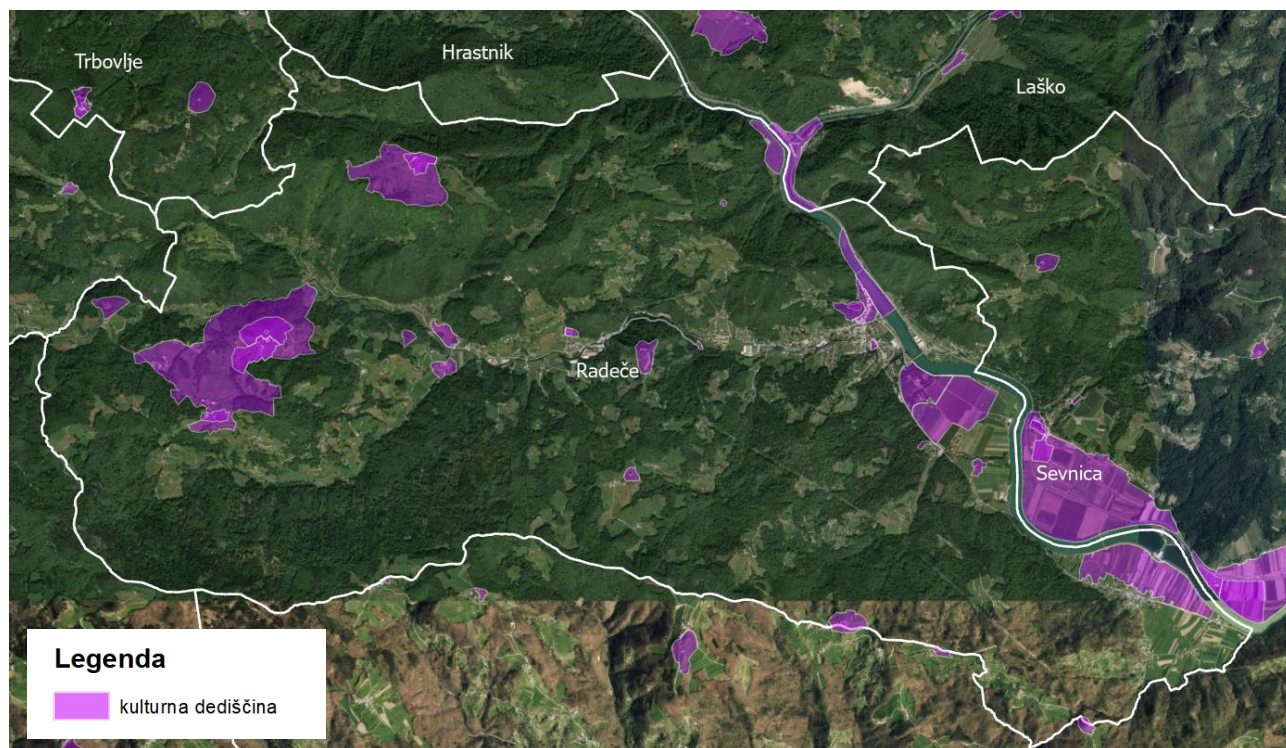 Trbovlje
Hrastnik
Laško
Radeče
Sevnica
Legenda
kulturna dediščina